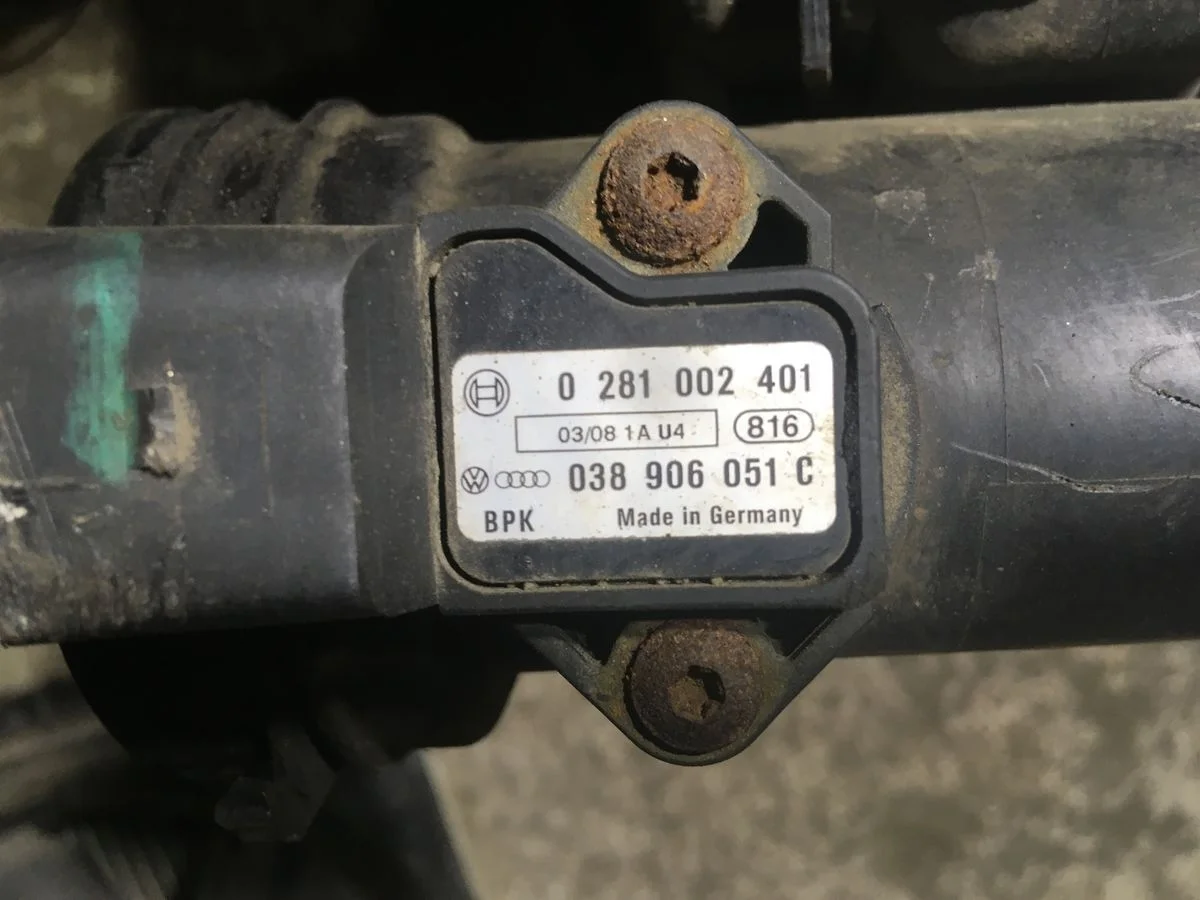 0 281 002 401
03/08 1A U4 816
038 906 051 C
BPK Made in Germany